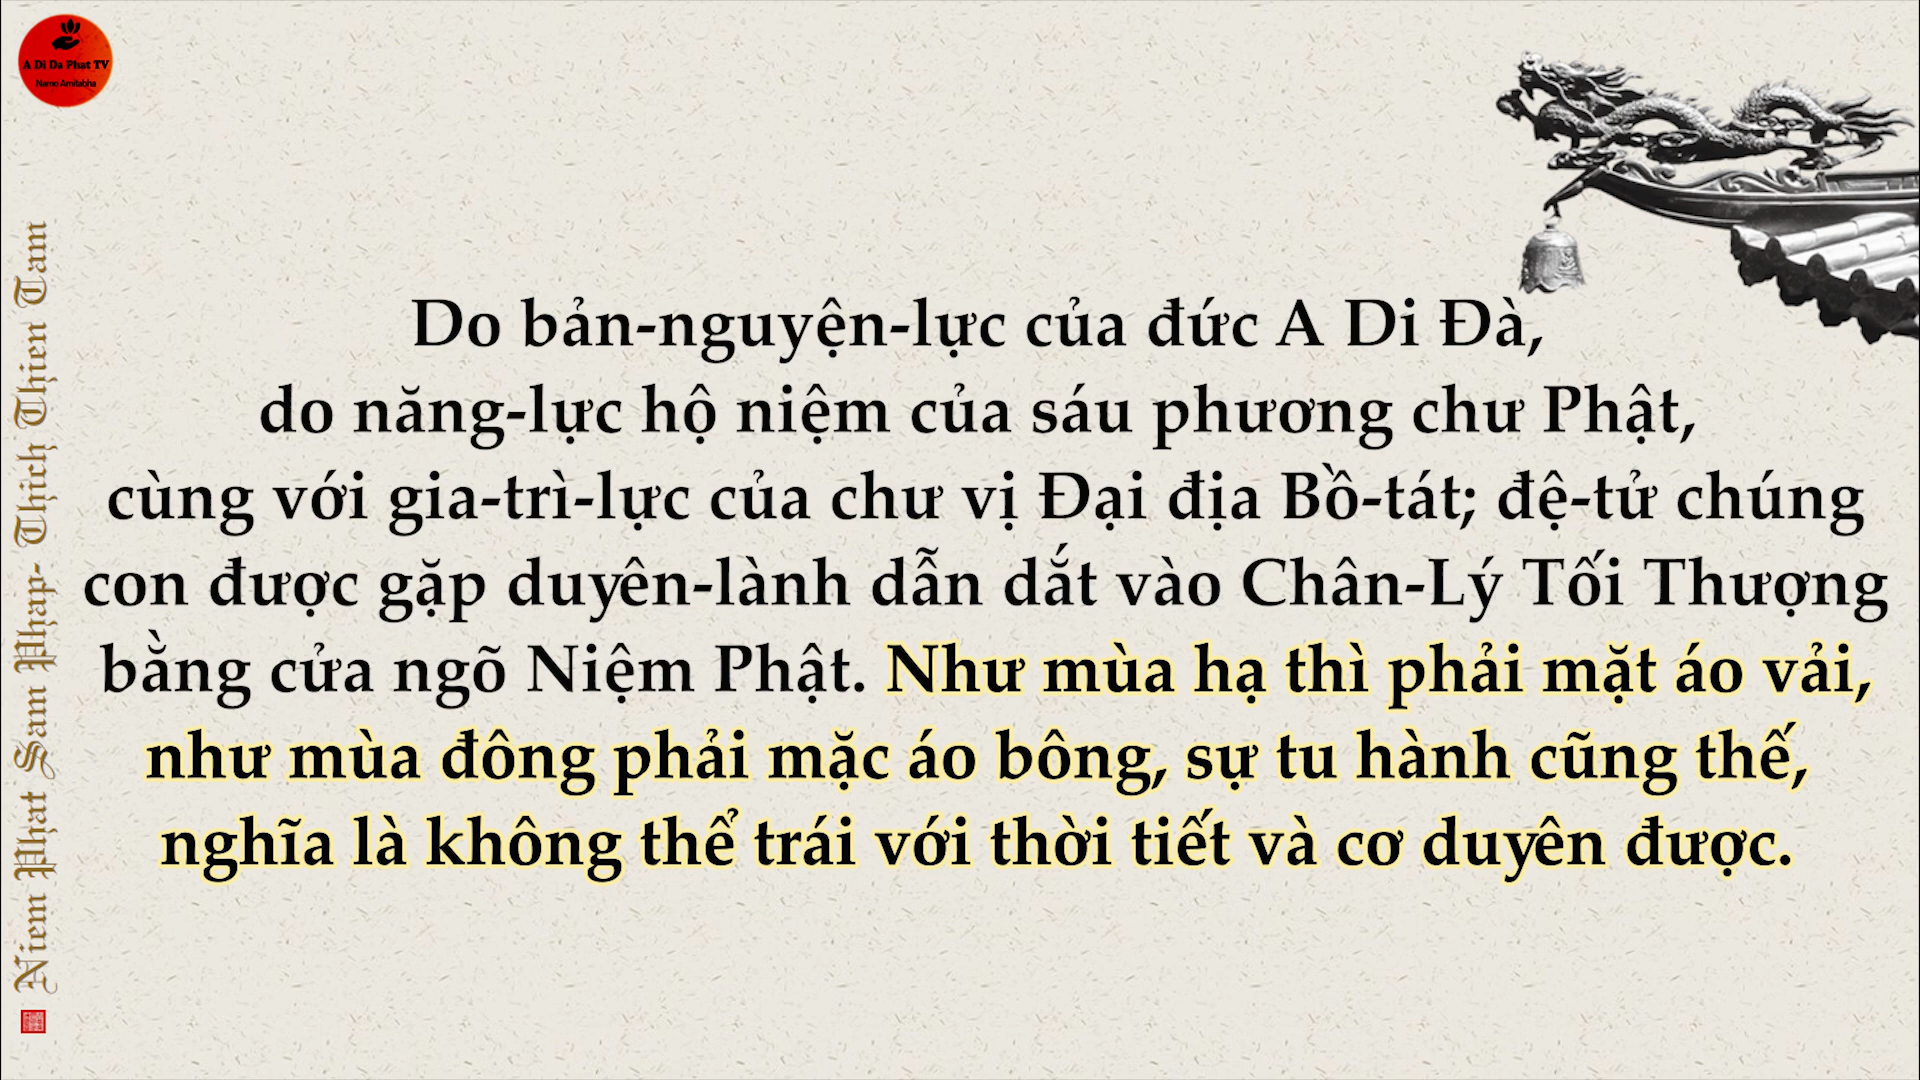 A Di Da Phat TV
Namo Amitabha
Do bản-nguyện-lực của đức A Di Đà,
do năng-lực hộ niệm của sáu phương chư Phật,
cùng với gia-trì-lực của chư vị Đại địa Bồ-tát; đệ-tử chúng
con được gặp duyên-lành dẫn dắt vào Chân-Lý Tối Thượng
bằng cửa ngõ Niệm Phật. Như mùa hạ thì phải mặt áo vải,
như mùa đông phải mặc áo bông, sự tu hành cũng thế,
nghĩa là không thể trái với thời tiết và cơ duyên được.
Niem Phat Sam Phap- Thich Thien Tam